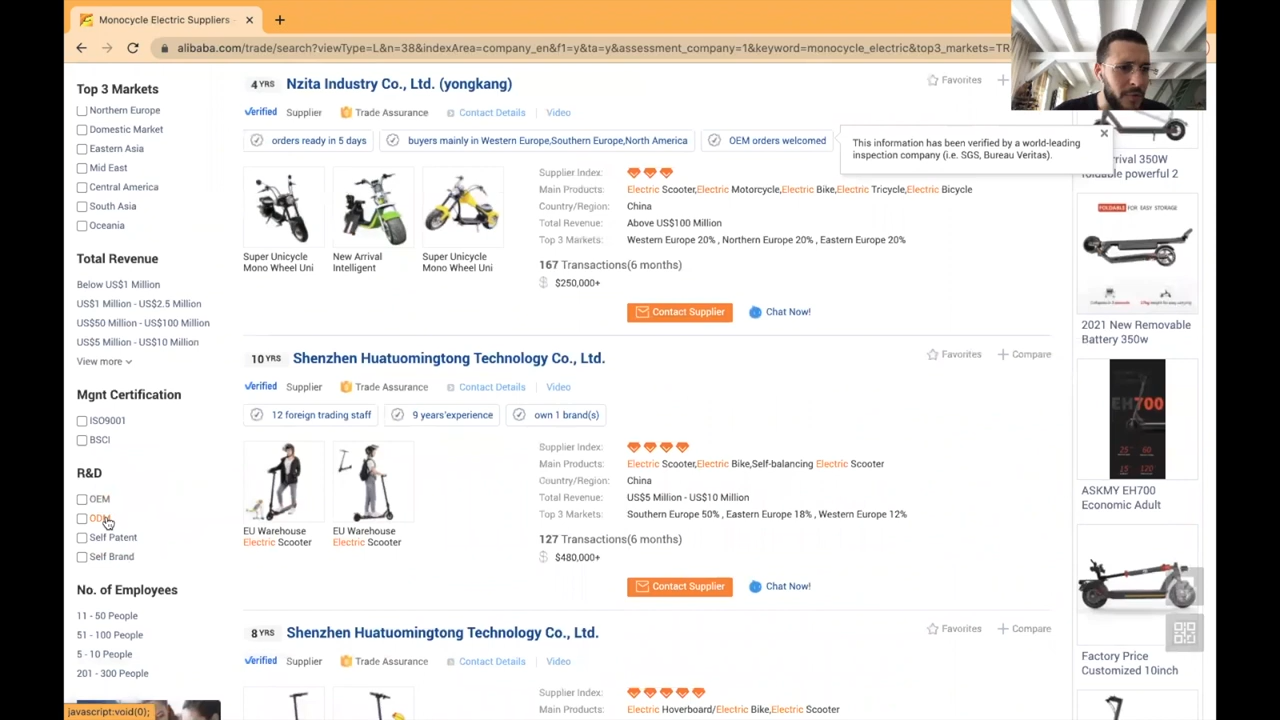 Monocycle Electric Suppliers
alibaba.com/trade/search?viewType=L&n=38&indexArea=company_en&f1=y&ta=y&assessment_company=1&keyword=monocycle_electric&top3_markets=TR
Top 3 Markets
Northern Europe
Domestic Market
Eastern Asia
Mid East
Central America
South Asia
Oceania
Total Revenue
Below US$1 Million
US$1 Million - US$2.5 Million
US$50 Million - US$100 Million
US$5 Million - US$10 Million
View more
Mgnt Certification
ISO9001
BSCI
R&D
OEM
ODM
Self Patent
Self Brand
No. of Employees
11 - 50 People
51 - 100 People
5 - 10 People
201 - 300 People
javascript:void(0);
4 YRS Nzita Industry Co., Ltd. (yongkang)
Favorites
Verified Supplier Trade Assurance Contact Details Video
orders ready in 5 days buyers mainly in Western Europe,Southern Europe,North America OEM orders welcomed
This information has been verified by a world-leading
inspection company (i.e. SGS, Bureau Veritas).
Super Unicycle
Mono Wheel Uni
New Arrival
Intelligent
Super Unicycle
Mono Wheel Uni
Supplier Index:
Main Products: Electric Scooter,Electric Motorcycle,Electric Bike,Electric Tricycle,Electric Bicycle
Country/Region: China
Total Revenue: Above US$100 Million
Top 3 Markets: Western Europe 20% , Northern Europe 20% , Eastern Europe 20%
167 Transactions(6 months)
$250,000+
Contact Supplier Chat Now!
10 YRS Shenzhen Huatuomingtong Technology Co., Ltd.
Favorites Compare
Verified Supplier Trade Assurance Contact Details Video
12 foreign trading staff 9 years'experience own 1 brand(s)
EU Warehouse
Electric Scooter
EU Warehouse
Electric Scooter
Supplier Index:
Main Products: Electric Scooter,Electric Bike,Self-balancing Electric Scooter
Country/Region: China
Total Revenue: US$5 Million - US$10 Million
Top 3 Markets: Southern Europe 50% , Eastern Europe 18% , Western Europe 12%
127 Transactions(6 months)
$480,000+
Contact Supplier Chat Now!
8 YRS Shenzhen Huatuomingtong Technology Co., Ltd.
Favorites Compare
Verified Supplier Trade Assurance Contact Details Video
Supplier Index:
Main Products: Electric Hoverboard/Electric Bike,Electric Scooter
rrival 350W
foldable powerful 2
FOLDABLE FOR EASY STORAGE
2021 New Removable
Battery 350w
EH700
25 60
15 120
ASKMY EH700
Economic Adult
Factory Price
Customized 10inch